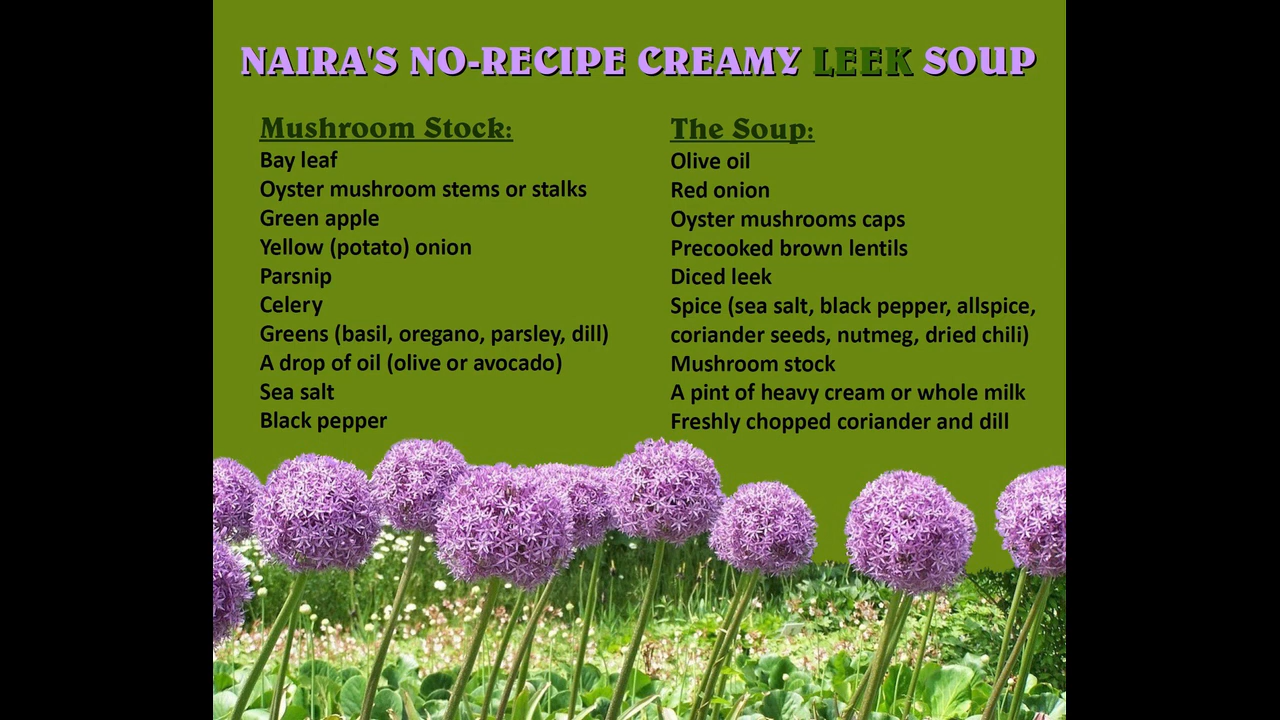 NAIRA'S NO-RECIPE CREAMY LEEK SOUP
Mushroom Stock:
Bay leaf
Oyster mushroom stems or stalks
Green apple
Yellow (potato) onion
Parsnip
Celery
Greens (basil, oregano, parsley, dill)
A drop of oil (olive or avocado)
Sea salt
Black pepper
The Soup:
Olive oil
Red onion
Oyster mushrooms caps
Precooked brown lentils
Diced leek
Spice (sea salt, black pepper, allspice,
coriander seeds, nutmeg, dried chili)
Mushroom stock
A pint of heavy cream or whole milk
Freshly chopped coriander and dill